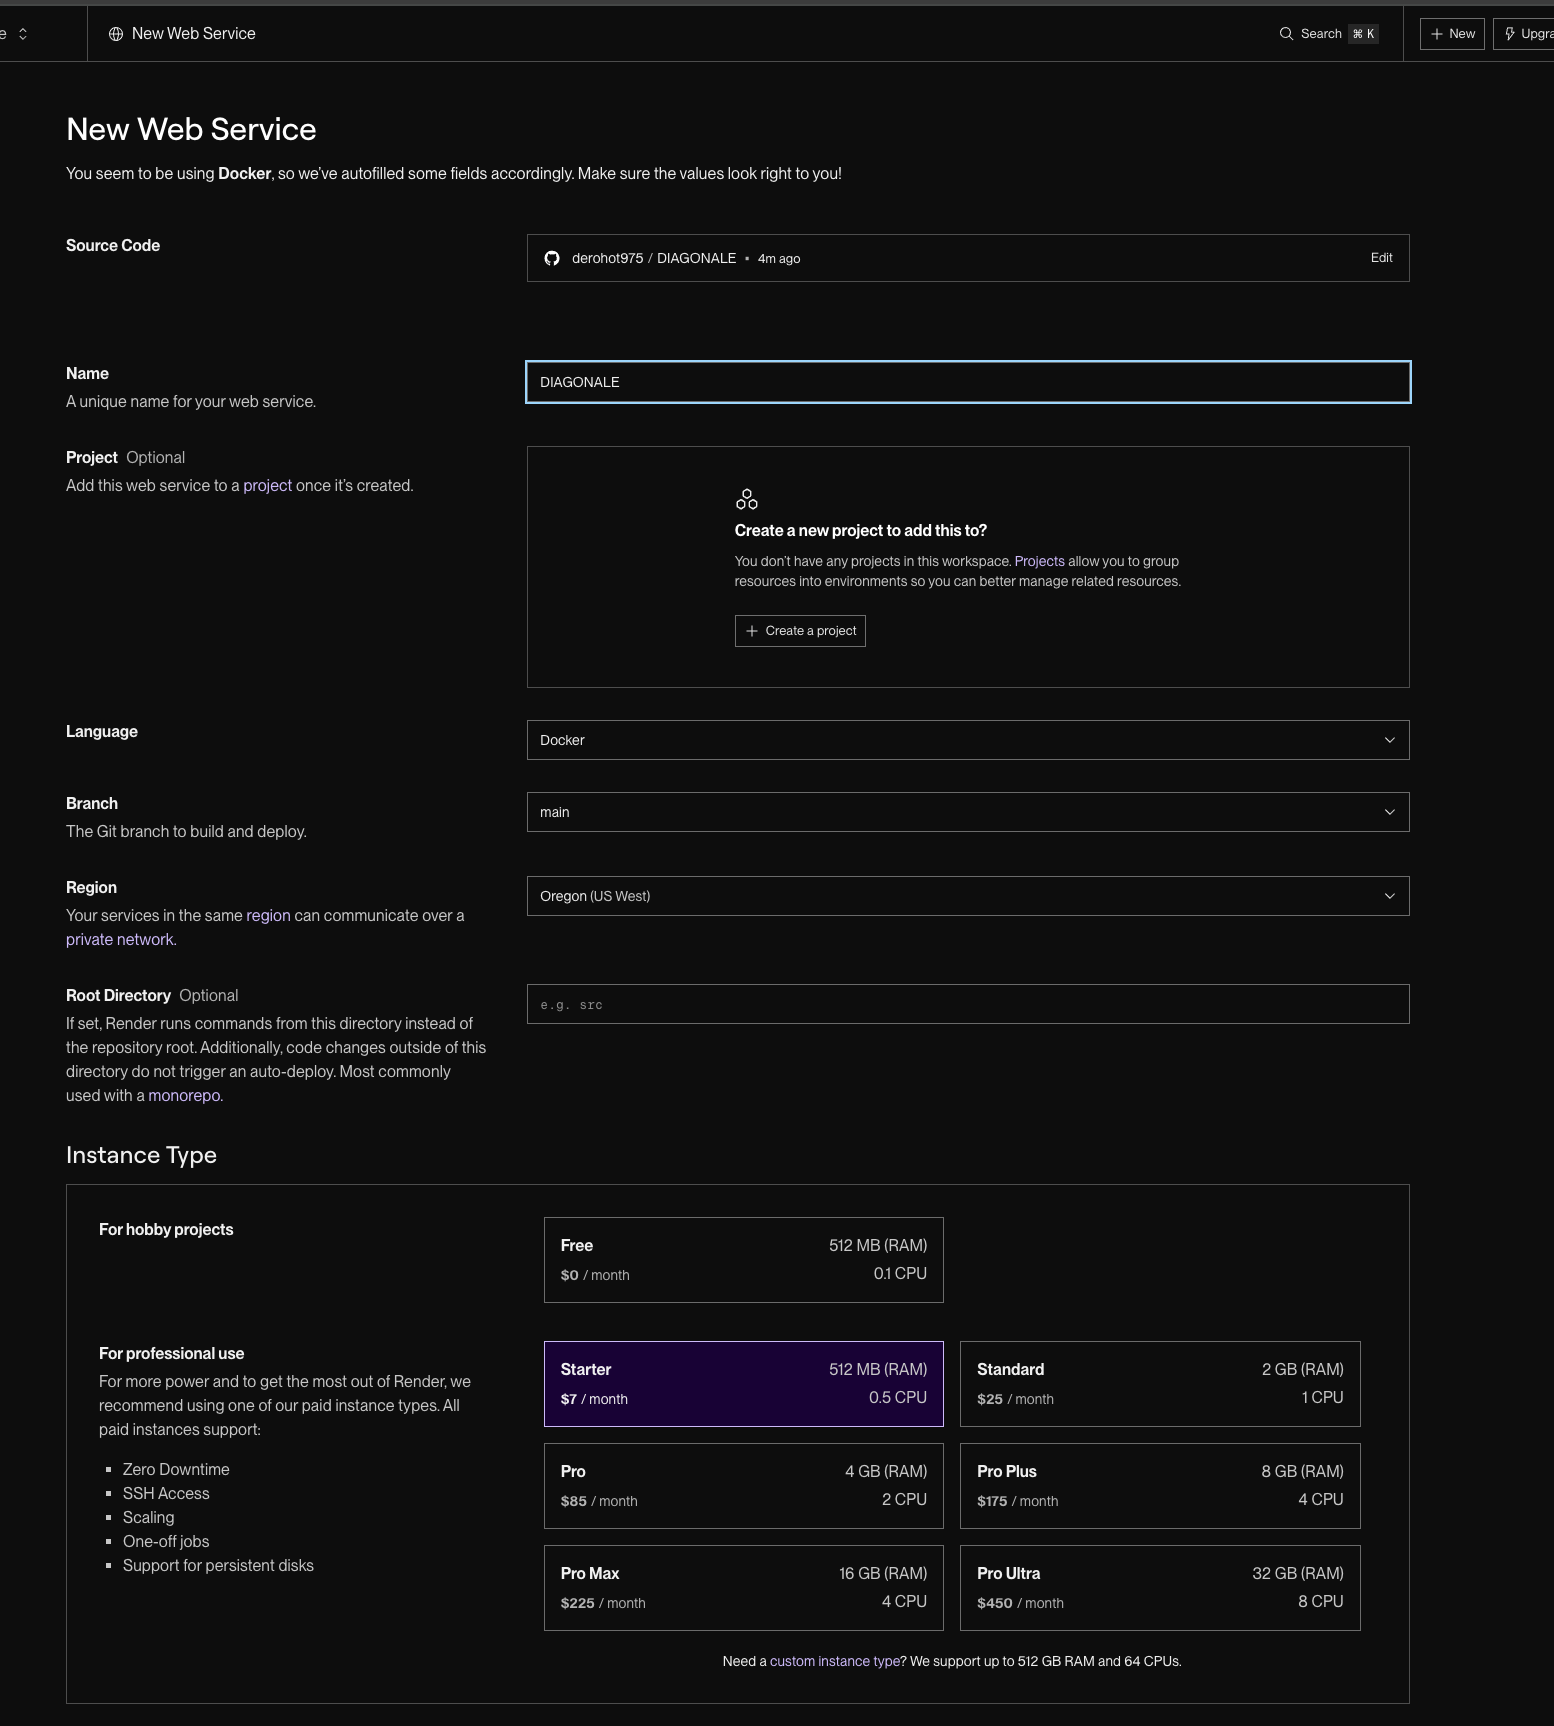 e
New Web Service
Search ⌘ K
New
Upgra
New Web Service
You seem to be using Docker, so we've autofilled some fields accordingly. Make sure the values look right to you!
Source Code
derohot975 / DIAGONALE • 4m ago
Edit
Name
A unique name for your web service.
DIAGONALE
Project Optional
Add this web service to a project once it's created.
Create a new project to add this to?
You don't have any projects in this workspace. Projects allow you to group
resources into environments so you can better manage related resources.
Create a project
Language
Docker
Branch
The Git branch to build and deploy.
main
Region
Your services in the same region can communicate over a
private network.
Oregon (US West)
Root Directory Optional
If set, Render runs commands from this directory instead of
the repository root. Additionally, code changes outside of this
directory do not trigger an auto-deploy. Most commonly
used with a monorepo.
e.g. src
Instance Type
For hobby projects
Free 512 MB (RAM)
$0 / month 0.1 CPU
For professional use
For more power and to get the most out of Render, we
recommend using one of our paid instance types. All
paid instances support:
Zero Downtime
SSH Access
Scaling
One-off jobs
Support for persistent disks
Starter 512 MB (RAM)
$7 / month 0.5 CPU
Standard 2 GB (RAM)
$25 / month 1 CPU
Pro 4 GB (RAM)
$85 / month 2 CPU
Pro Plus 8 GB (RAM)
$175 / month 4 CPU
Pro Max 16 GB (RAM)
$225 / month 4 CPU
Pro Ultra 32 GB (RAM)
$450 / month 8 CPU
Need a custom instance type? We support up to 512 GB RAM and 64 CPUs.